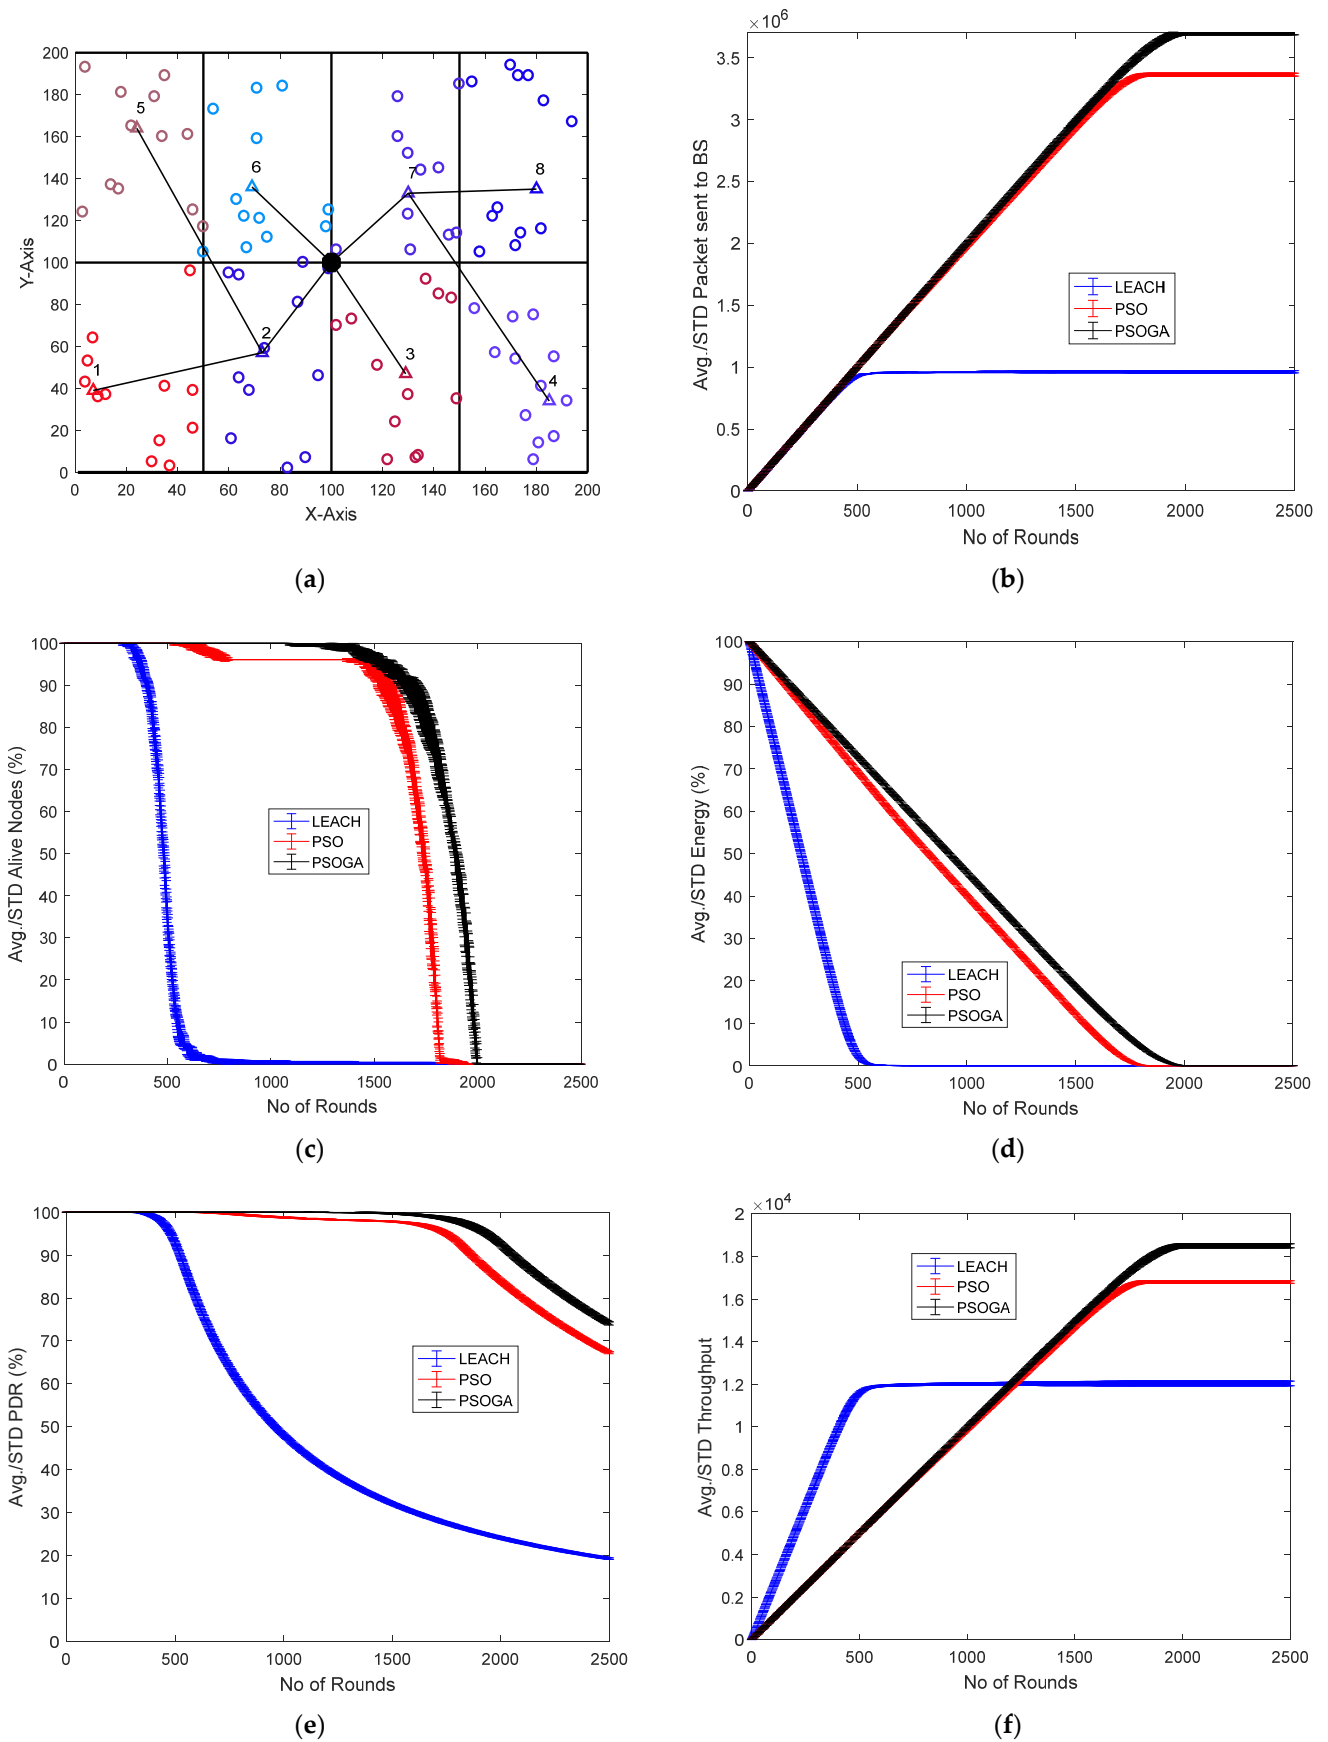 200
180
160
140
120
100
80
60
40
20
0
Y-Axis
5
6
7
8
1
2
3
4
0 20 40 60 80 100 120 140 160 180 200
X-Axis
(a)
×10^6
3.5
3
2.5
2
1.5
1
0.5
0
Avg./STD Packet sent to BS
LEACH
PSO
PSOGA
0 500 1000 1500 2000 2500
No of Rounds
(b)
100
90
80
70
60
50
40
30
20
10
0
Avg./STD Alive Nodes (%)
LEACH
PSO
PSOGA
0 500 1000 1500 2000 2500
No of Rounds
(c)
100
90
80
70
60
50
40
30
20
10
0
Avg./STD Energy (%)
LEACH
PSO
PSOGA
0 500 1000 1500 2000 2500
No of Rounds
(d)
100
90
80
70
60
50
40
30
20
10
0
Avg./STD PDR (%)
LEACH
PSO
PSOGA
0 500 1000 1500 2000 2500
No of Rounds
(e)
×10^4
2
1.8
1.6
1.4
1.2
1
0.8
0.6
0.4
0.2
0
Avg./STD Throughput
LEACH
PSO
PSOGA
0 500 1000 1500 2000 2500
No of Rounds
(f)